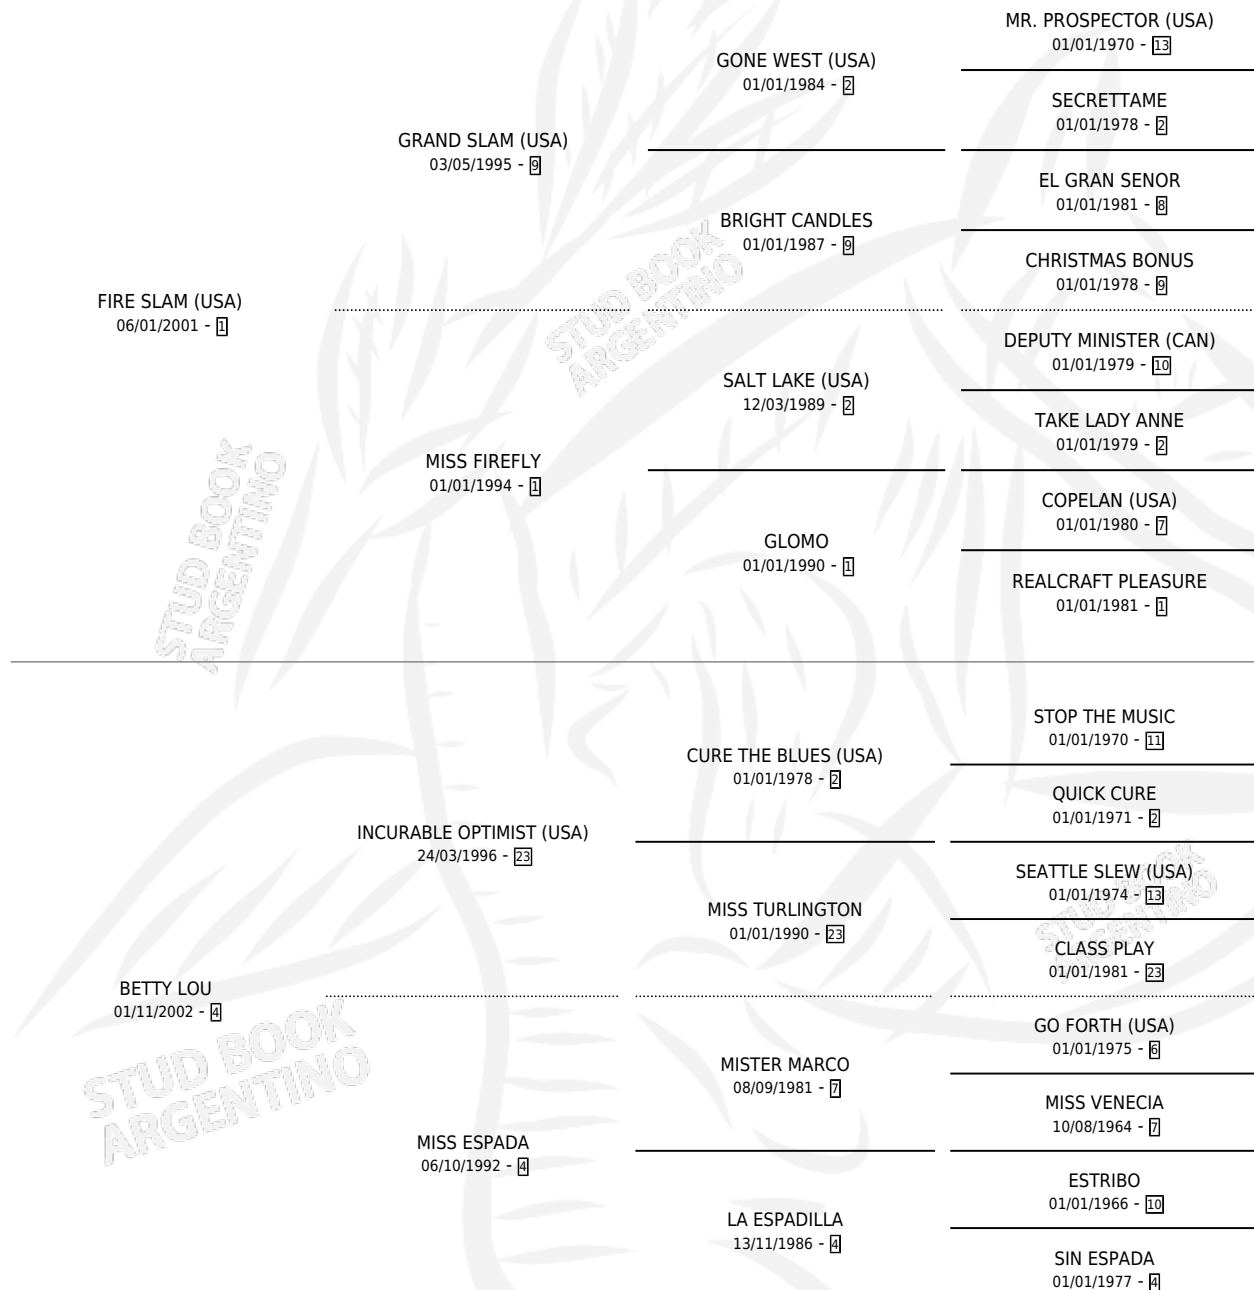 MR. PROSPECTOR (USA)
01/01/1970 - 13
GONE WEST (USA)
01/01/1984 - 2
SECRETTAME
01/01/1978 - 2
GRAND SLAM (USA)
03/05/1995 - 9
EL GRAN SENOR
01/01/1981 - 8
BRIGHT CANDLES
01/01/1987 - 9
CHRISTMAS BONUS
01/01/1978 - 9
FIRE SLAM (USA)
06/01/2001 - 1
STUD BOOK
ARGENTINO
DEPUTY MINISTER (CAN)
01/01/1979 - 10
SALT LAKE (USA)
12/03/1989 - 2
TAKE LADY ANNE
01/01/1979 - 2
MISS FIREFLY
01/01/1994 - 1
COPELAN (USA)
01/01/1980 - 7
GLOMO
01/01/1990 - 1
REALCRAFT PLEASURE
01/01/1981 - 1
STUD BOOK
ARGENTINO
STOP THE MUSIC
01/01/1970 - 11
CURE THE BLUES (USA)
01/01/1978 - 2
QUICK CURE
01/01/1971 - 2
INCURABLE OPTIMIST (USA)
24/03/1996 - 23
SEATTLE SLEW (USA)
01/01/1974 - 13
MISS TURLINGTON
01/01/1990 - 23
STUD BOOK
ARGENTINO
CLASS PLAY
01/01/1981 - 23
BETTY LOU
01/11/2002 - 4
GO FORTH (USA)
01/01/1975 - 6
MISTER MARCO
08/09/1981 - 7
STUD BOOK
ARGENTINO
MISS VENECIA
10/08/1964 - 7
MISS ESPADA
06/10/1992 - 4
ESTRIBO
01/01/1966 - 10
LA ESPADILLA
13/11/1986 - 4
SIN ESPADA
01/01/1977 - 4